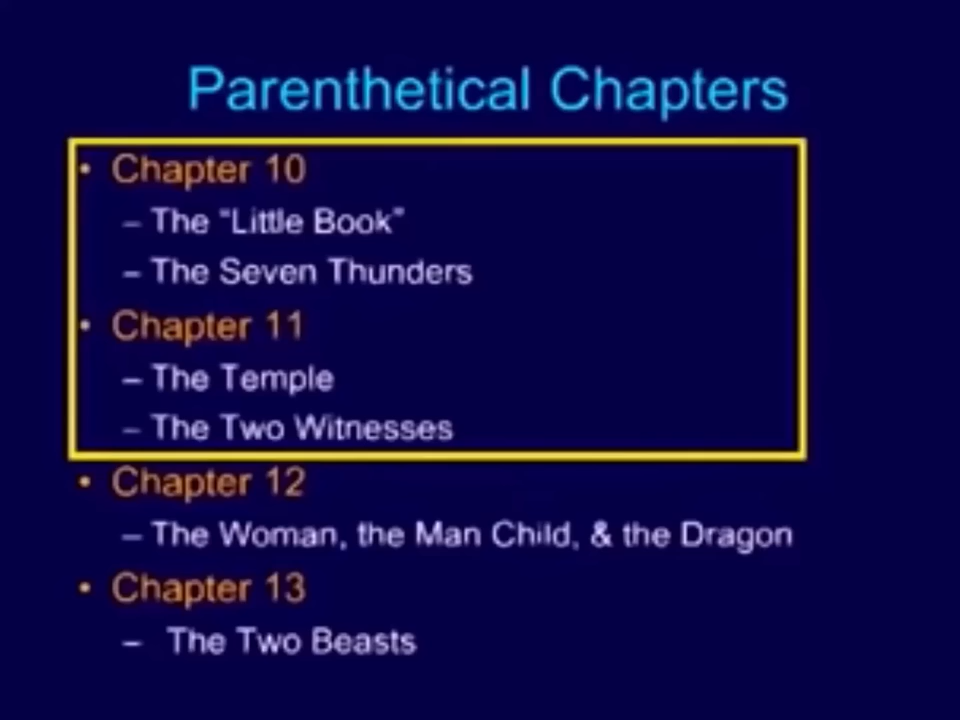 Parenthetical Chapters
• Chapter 10
– The “Little Book”
– The Seven Thunders
• Chapter 11
– The Temple
– The Two Witnesses
• Chapter 12
– The Woman, the Man Child, & the Dragon
• Chapter 13
– The Two Beasts